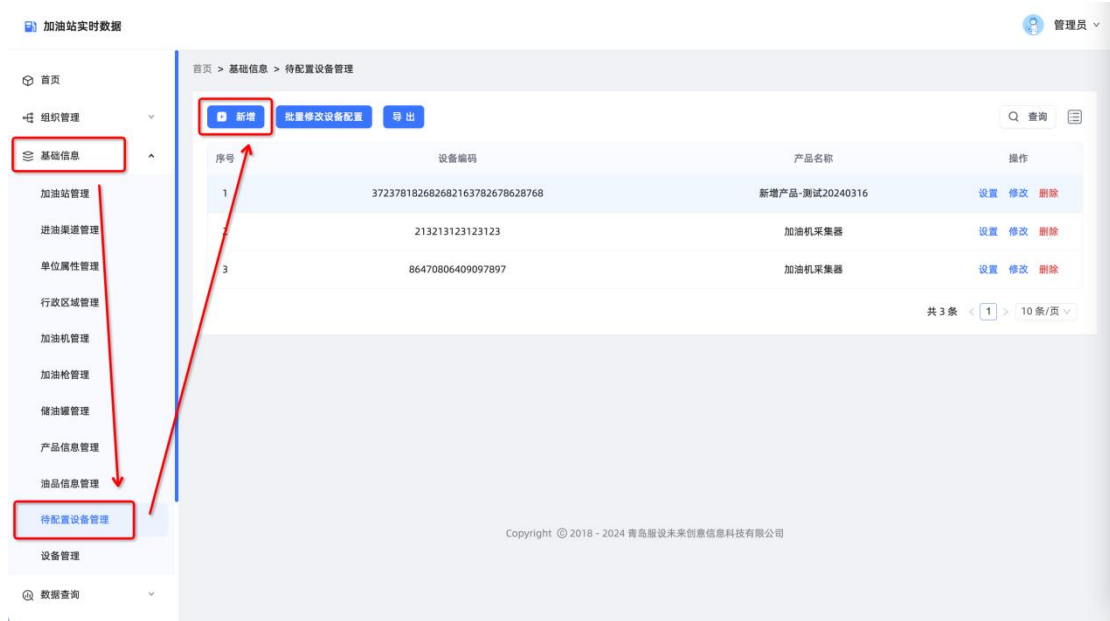 加油站实时数据
管理员
首页
组织管理
基础信息
加油站管理
进油渠道管理
单位属性管理
行政区域管理
加油机管理
加油枪管理
储油罐管理
产品信息管理
油品信息管理
待配置设备管理
设备管理
数据查询
首页 > 基础信息 > 待配置设备管理
新增 批量修改设备配置 导出 查询
序号 设备编码 产品名称 操作
1 372378182682682163782678628768 新增产品-测试20240316 设置 修改 删除
2 213213123123123 加油机采集器 设置 修改 删除
3 86470806409097897 加油机采集器 设置 修改 删除
共 3 条 < 1 > 10 条/页
Copyright © 2018 - 2024 青岛服设未来创意信息科技有限公司